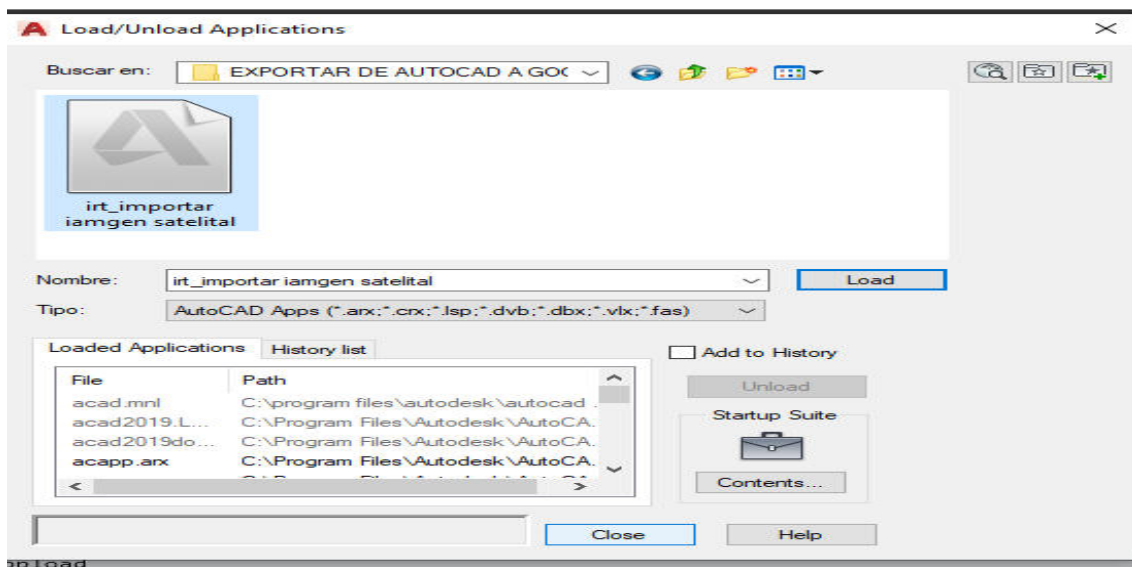 Load/Unload Applications
Buscar en: EXPORTAR DE AUTOCAD A GOC
irt_importar
iamgen satelital
Nombre: irt_importar iamgen satelital Load
Tipo: AutoCAD Apps (*.arx;*.crx;*.lsp;*.dvb;*.dbx;*.vlx;*.fas)
Loaded Applications History list
Add to History
File Path
Unload
acad.mnl C:\program files\autodesk\autocad .
Startup Suite
acad2019.L... C:\Program Files\Autodesk\AutoCA.
acad2019do... C:\Program Files\Autodesk\AutoCA.
acapp.arx C:\Program Files\Autodesk\AutoCA.
Contents...
Close Help